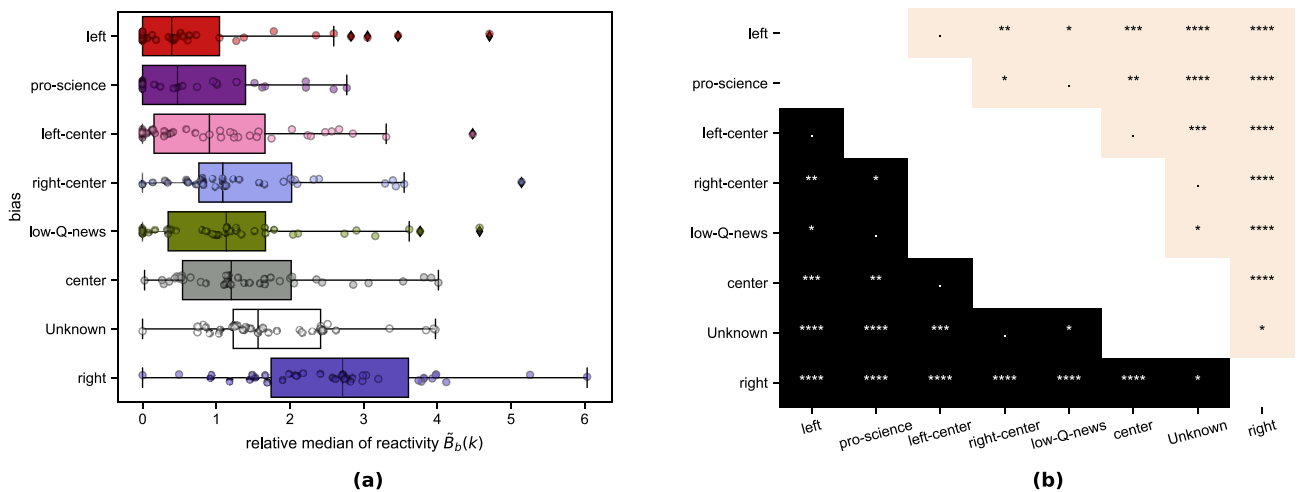 bias
left
pro-science
left-center
right-center
low-Q-news
center
Unknown
right
0 1 2 3 4 5 6
relative median of reactivity B̃_b(k)
(a)
left . ** * *** **** ****
pro-science * . ** **** ****
left-center . . *** ****
right-center ** * . ****
low-Q-news * . * ****
center *** ** . ****
Unknown **** **** *** . * *
right **** **** **** **** **** **** *
left pro-science left-center right-center low-Q-news center Unknown right
(b)